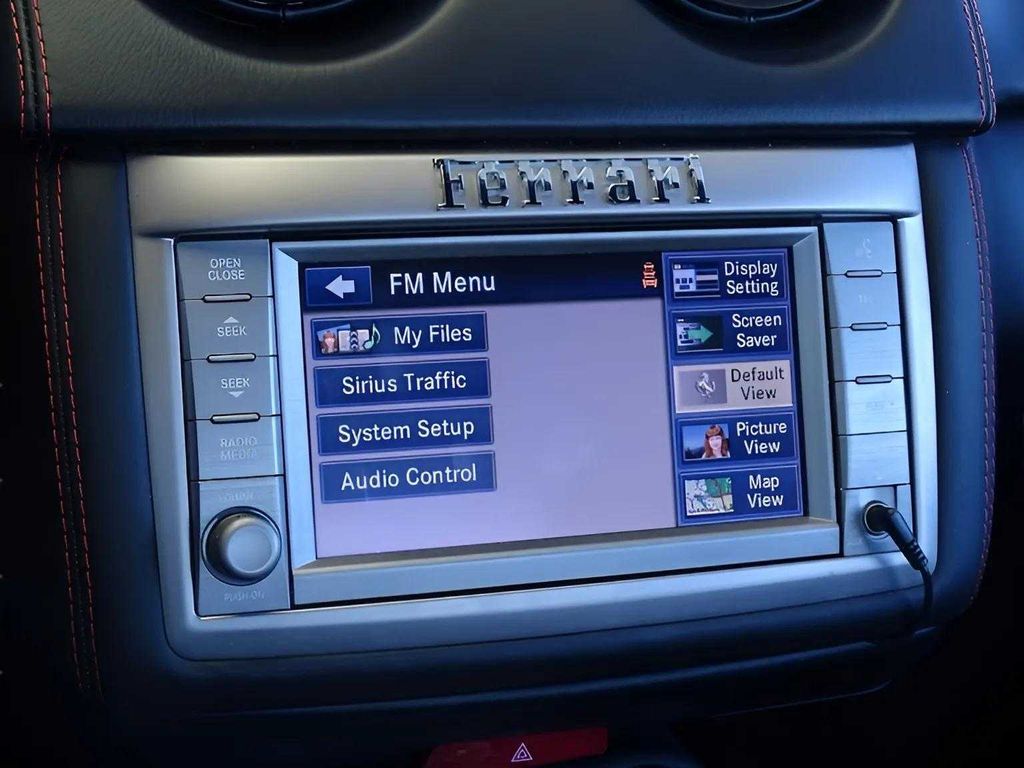 Ferrari
OPEN
CLOSE
SEEK
SEEK
RADIO
MEDIA
VOLUME
PUSH-ON
FM Menu
My Files
Sirius Traffic
System Setup
Audio Control
Display
Setting
Screen
Saver
Default
View
Picture
View
Map
View